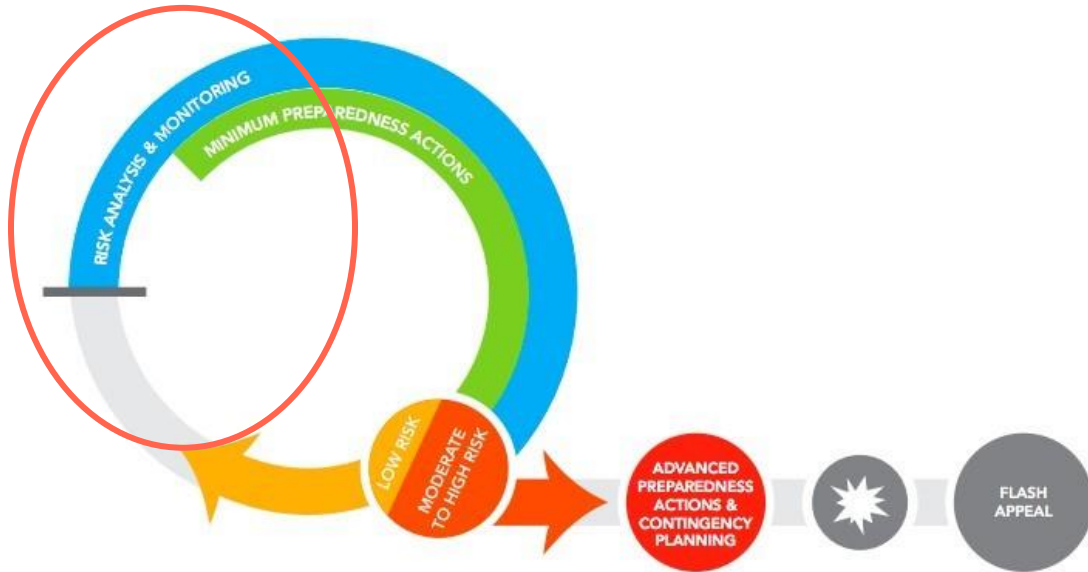 RISK ANALYSIS & MONITORING
MINIMUM PREPAREDNESS ACTIONS
LOW RISK
MODERATE
TO HIGH RISK
ADVANCED
PREPAREDNESS
ACTIONS &
CONTINGENCY
PLANNING
FLASH
APPEAL